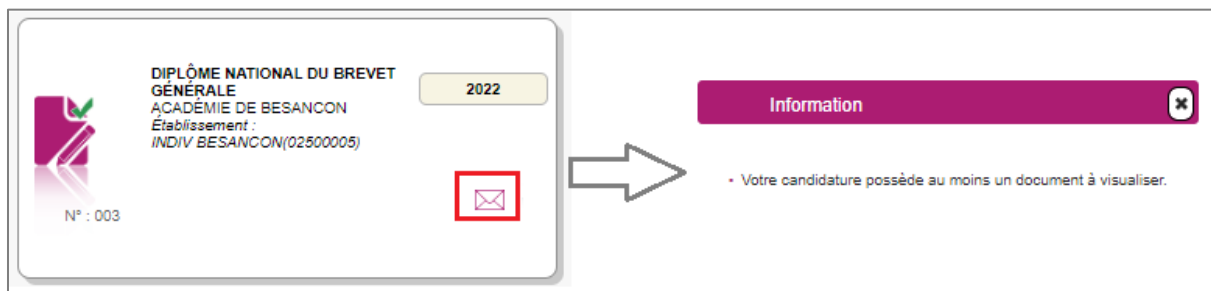 DIPLÔME NATIONAL DU BREVET
GÉNÉRALE
ACADÉMIE DE BESANCON
Établissement :
INDIV BESANCON(02500005)
2022
N° : 003
Information
Votre candidature possède au moins un document à visualiser.